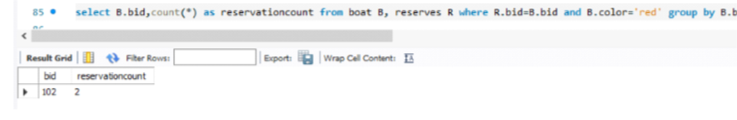 85 select B.bid,count(*) as reservationcount from boat B, reserves R where R.bid=B.bid and B.color='red' group by B.b
Result Grid Filter Rows: Export: Wrap Cell Content:
bid reservationcount
102 2